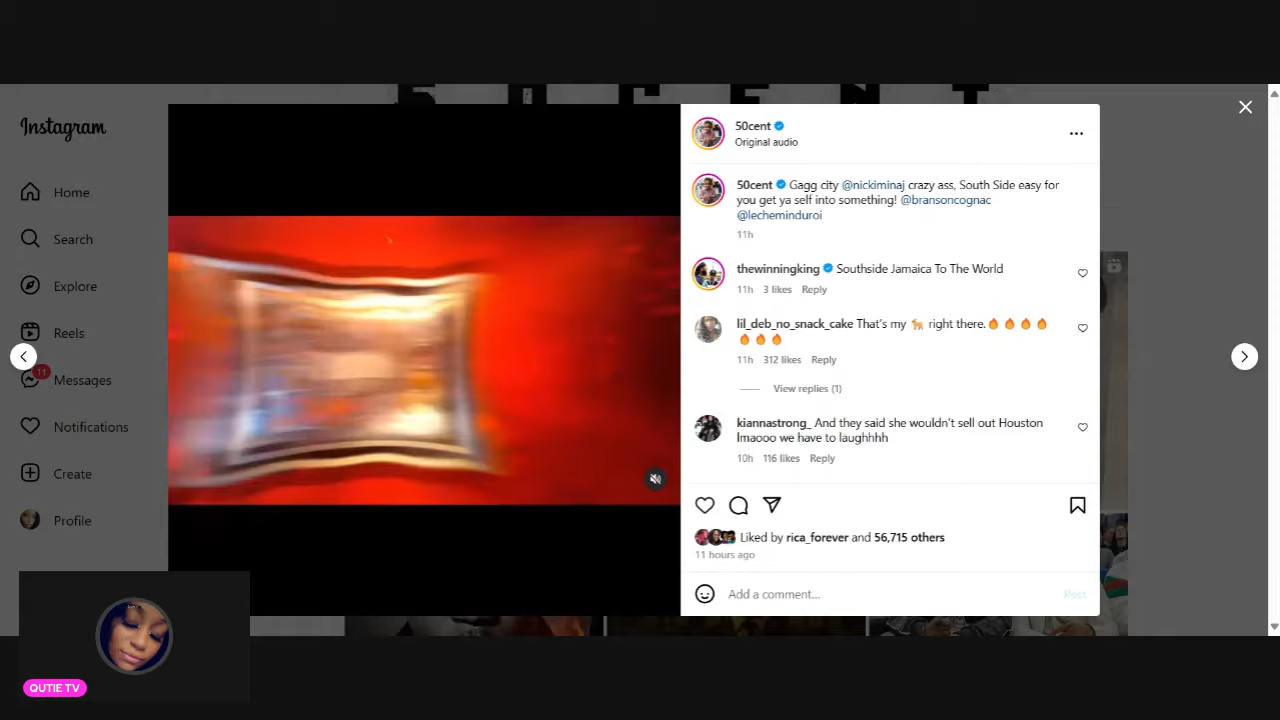 Instagram
Home
Search
Explore
Reels
11
Messages
Notifications
Create
Profile
QUTIE TV
50cent
Original audio
50cent Gagg city @nickiminaj crazy ass, South Side easy for
you get ya self into something! @bransoncognac
@lecheminduroi
11h
thewinningking Southside Jamaica To The World
11h 3 likes Reply
lil_deb_no_snack_cake That's my 🐐 right there.🔥🔥🔥🔥
🔥🔥🔥
11h 312 likes Reply
View replies (1)
kiannastrong_ And they said she wouldn't sell out Houston
lmaooo we have to laughhhh
10h 116 likes Reply
Liked by rica_forever and 56,715 others
11 hours ago
Add a comment...
Post